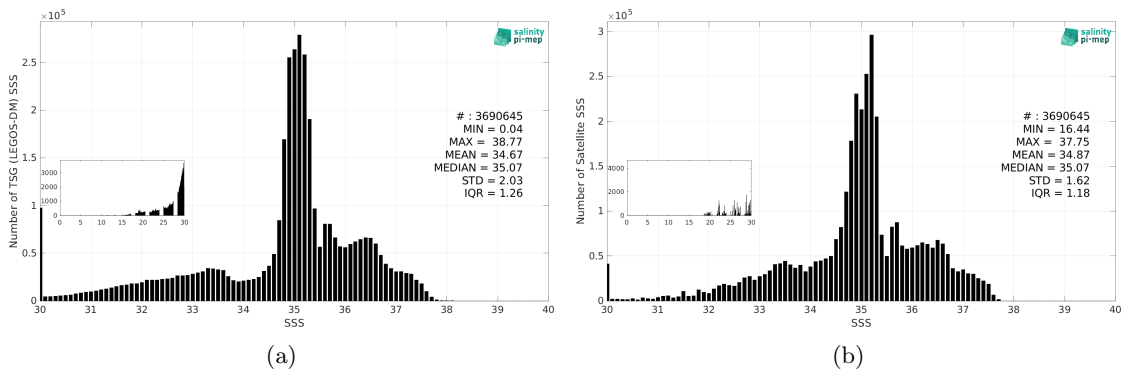 ×10⁵
salinity
pi-mep
Number of TSG (LEGOS-DM) SSS
2.5
2
1.5
1
0.5
0
# : 3690645
MIN = 0.04
MAX = 38.77
MEAN = 34.67
MEDIAN = 35.07
STD = 2.03
IQR = 1.26
3000
2000
1000
0
0 5 10 15 20 25 30
30 31 32 33 34 35 36 37 38 39 40
SSS
(a)
×10⁵
salinity
pi-mep
Number of Satellite SSS
3
2.5
2
1.5
1
0.5
0
# : 3690645
MIN = 16.44
MAX = 37.75
MEAN = 34.87
MEDIAN = 35.07
STD = 1.62
IQR = 1.18
4000
2000
0
0 5 10 15 20 25 30
30 31 32 33 34 35 36 37 38 39 40
SSS
(b)